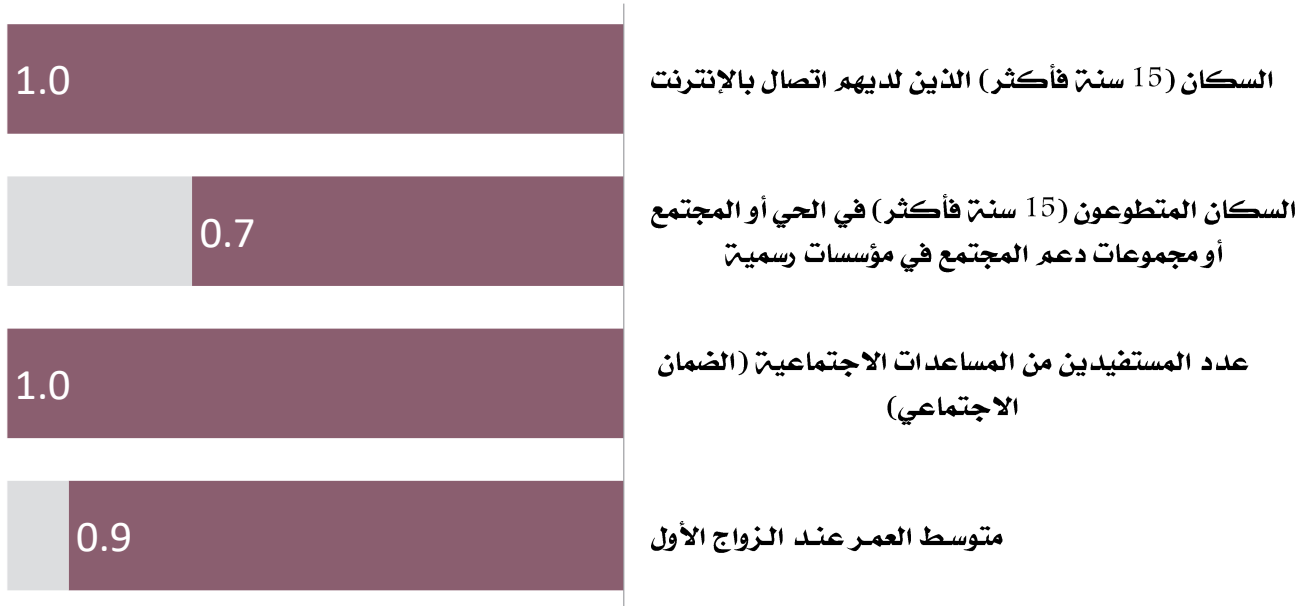 السكان (15 سنة فأكثر) الذين لديهم اتصال بالإنترنت
1.0
السكان المتطوعون (15 سنة فأكثر) في الحي أو المجتمع
أو مجموعات دعم المجتمع في مؤسسات رسمية
0.7
عدد المستفيدين من المساعدات الاجتماعية (الضمان
الاجتماعي)
1.0
متوسط العمر عند الزواج الأول
0.9